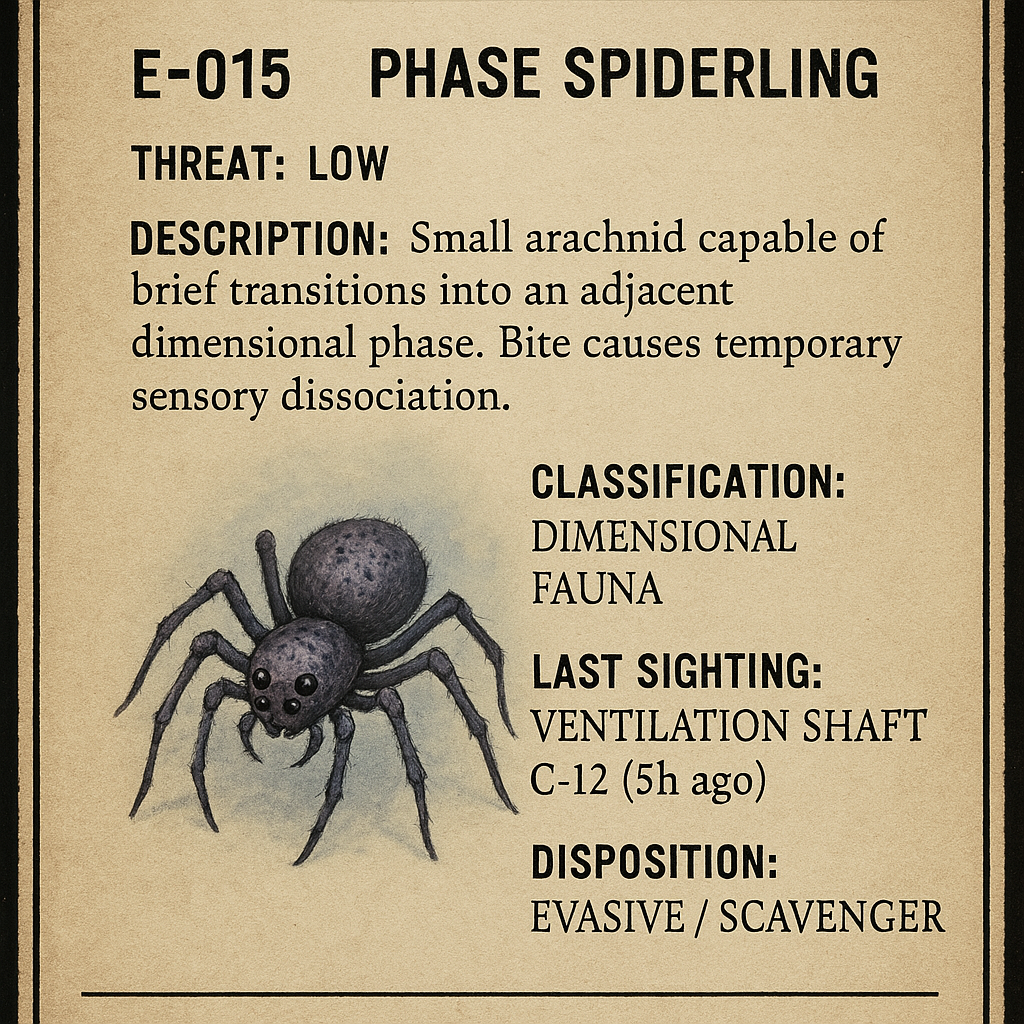 E-015 PHASE SPIDERLING
THREAT: LOW
DESCRIPTION: Small arachnid capable of
brief transitions into an adjacent
dimensional phase. Bite causes temporary
sensory dissociation.
CLASSIFICATION:
DIMENSIONAL
FAUNA
LAST SIGHTING:
VENTILATION SHAFT
C-12 (5h ago)
DISPOSITION:
EVASIVE / SCAVENGER